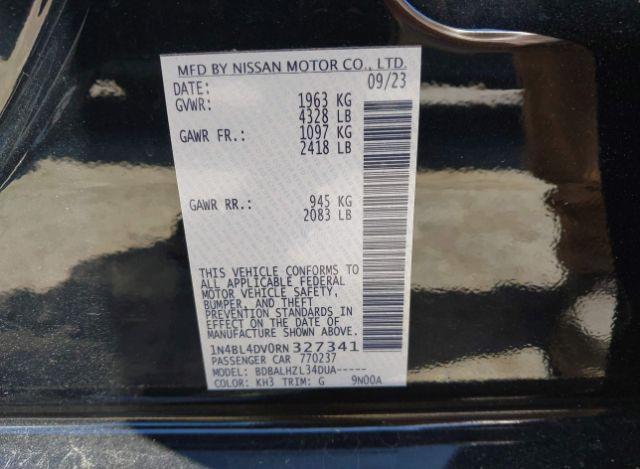 MFD BY NISSAN MOTOR CO., LTD.
DATE: 09/23
GVWR: 1963 KG
4328 LB
GAWR FR.: 1097 KG
2418 LB
GAWR RR.: 945 KG
2083 LB
THIS VEHICLE CONFORMS TO
ALL APPLICABLE FEDERAL
MOTOR VEHICLE SAFETY,
BUMPER, AND THEFT
PREVENTION STANDARDS IN
EFFECT ON THE DATE OF
MANUFACTURE SHOWN ABOVE.
1N4BL4DV0RN327341
PASSENGER CAR 770237
MODEL: BDBALHZL34DUA-----
COLOR: KH3 TRIM: G 9N00A